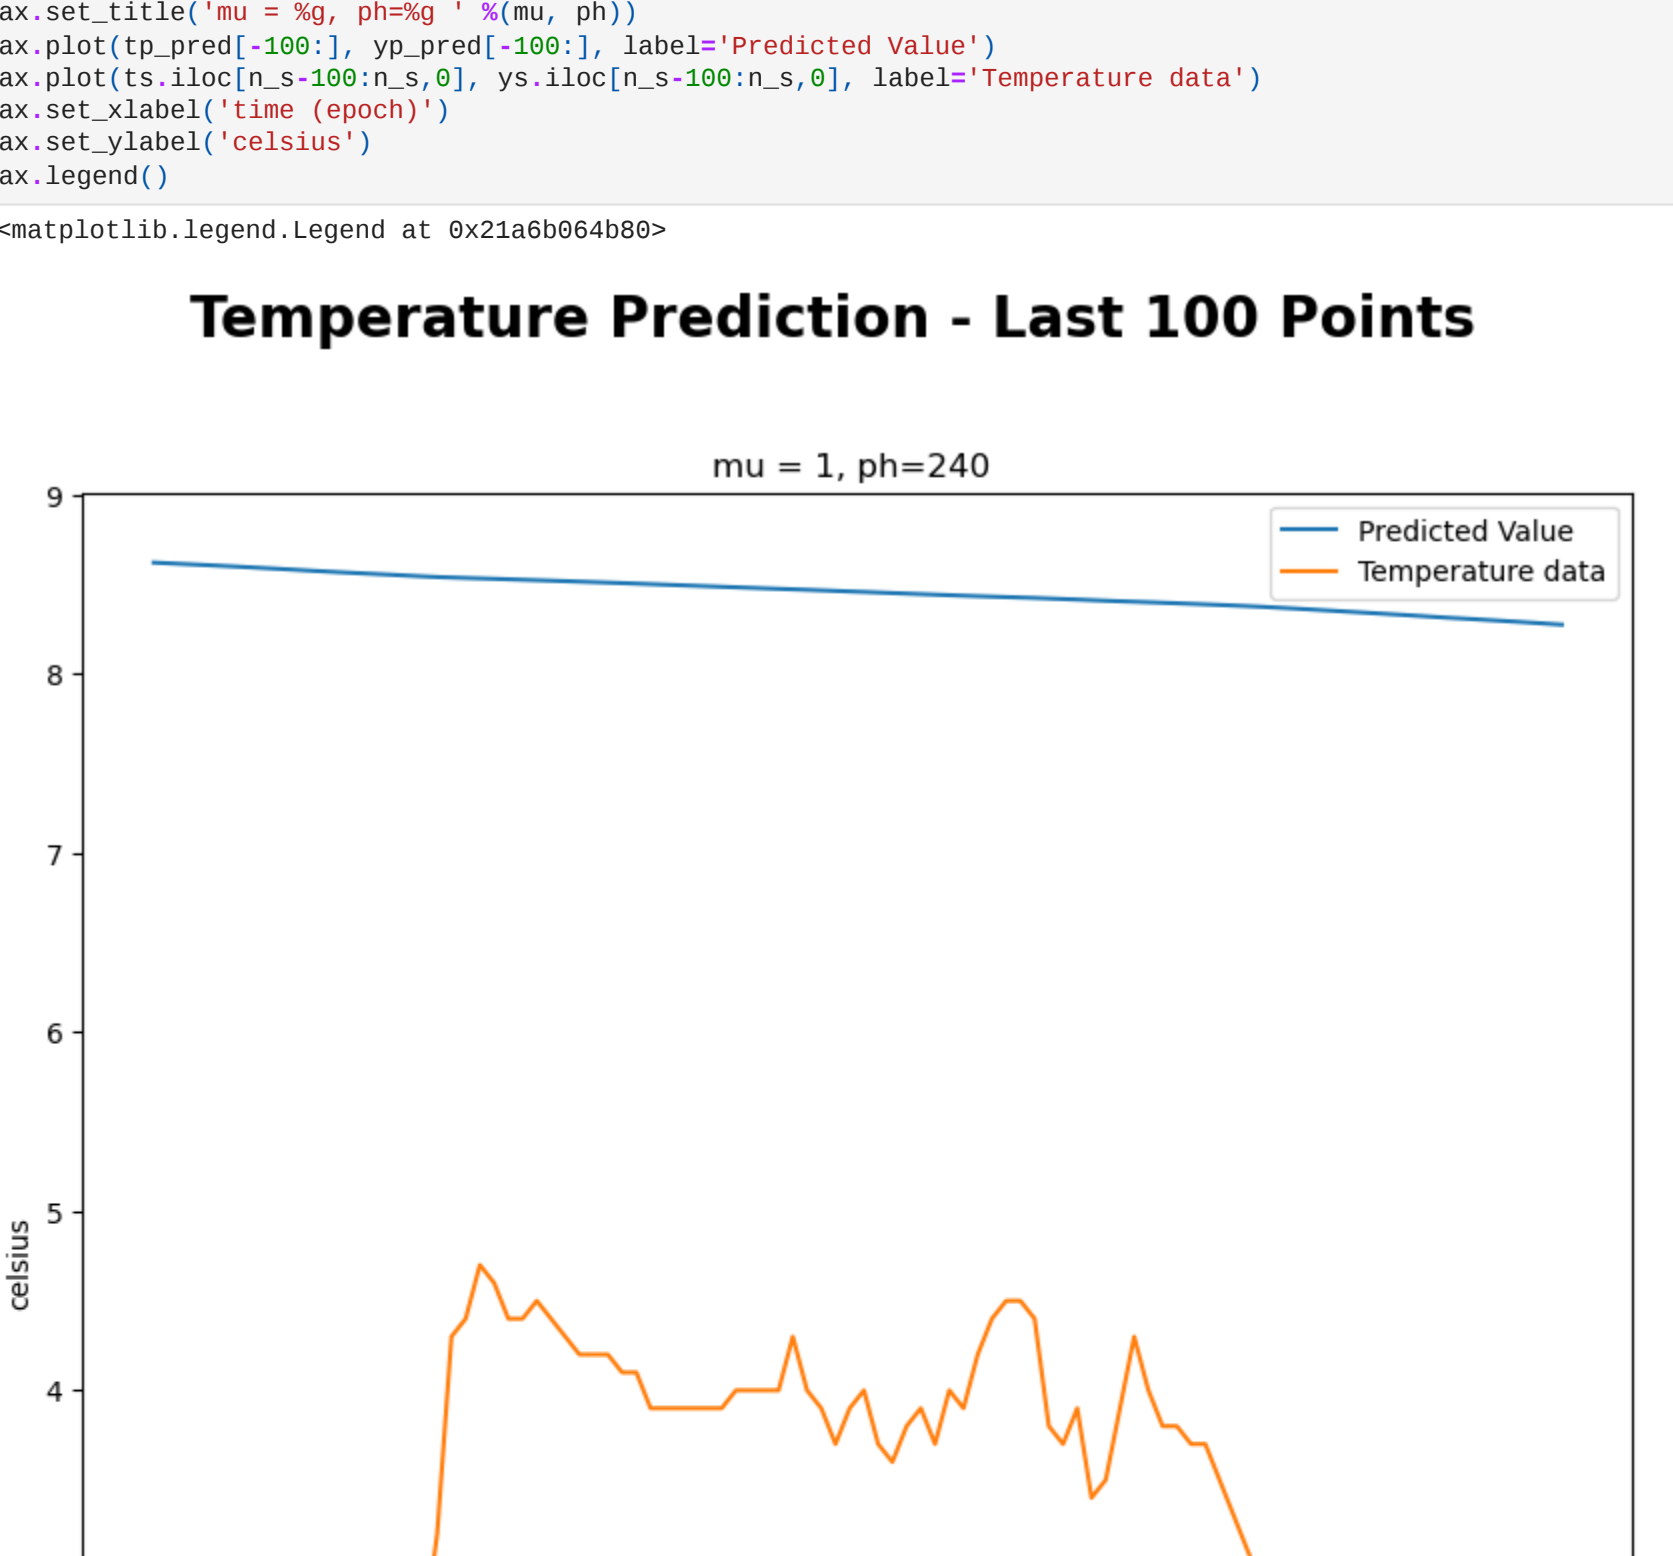 ax.set_title('mu = %g, ph=%g ' %(mu, ph))
ax.plot(tp_pred[-100:], yp_pred[-100:], label='Predicted Value')
ax.plot(ts.iloc[n_s-100:n_s,0], ys.iloc[n_s-100:n_s,0], label='Temperature data')
ax.set_xlabel('time (epoch)')
ax.set_ylabel('celsius')
ax.legend()
<matplotlib.legend.Legend at 0x21a6b064b80>
Temperature Prediction - Last 100 Points
mu = 1, ph=240
Predicted Value
Temperature data
9
8
7
6
5
4
celsius